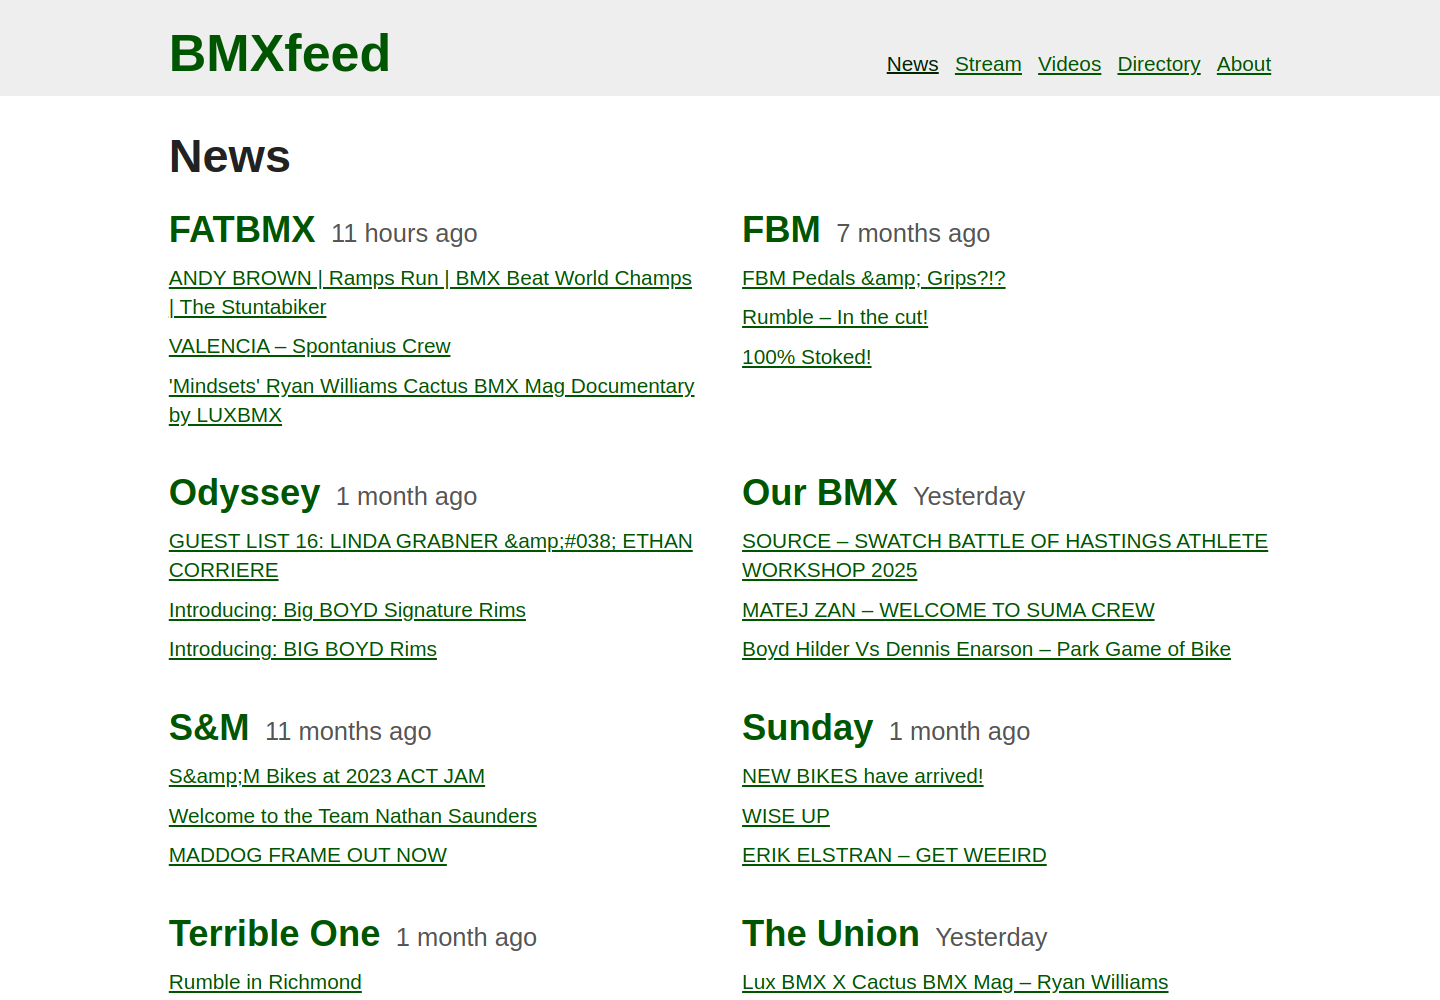 BMXfeed
News Stream Videos Directory About
News
FATBMX 11 hours ago
ANDY BROWN | Ramps Run | BMX Beat World Champs
| The Stuntabiker
VALENCIA – Spontanius Crew
'Mindsets' Ryan Williams Cactus BMX Mag Documentary
by LUXBMX
FBM 7 months ago
FBM Pedals &amp; Grips?!?
Rumble – In the cut!
100% Stoked!
Odyssey 1 month ago
GUEST LIST 16: LINDA GRABNER &amp;#038; ETHAN
CORRIERE
Introducing: Big BOYD Signature Rims
Introducing: BIG BOYD Rims
Our BMX Yesterday
SOURCE – SWATCH BATTLE OF HASTINGS ATHLETE
WORKSHOP 2025
MATEJ ZAN – WELCOME TO SUMA CREW
Boyd Hilder Vs Dennis Enarson – Park Game of Bike
S&M 11 months ago
S&amp;M Bikes at 2023 ACT JAM
Welcome to the Team Nathan Saunders
MADDOG FRAME OUT NOW
Sunday 1 month ago
NEW BIKES have arrived!
WISE UP
ERIK ELSTRAN – GET WEEIRD
Terrible One 1 month ago
Rumble in Richmond
The Union Yesterday
Lux BMX X Cactus BMX Mag – Ryan Williams